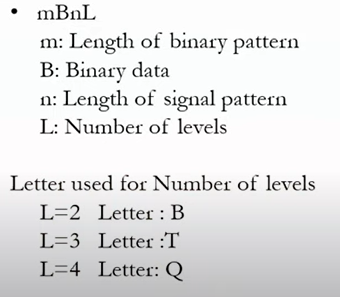 • mBnL
m: Length of binary pattern
B: Binary data
n: Length of signal pattern
L: Number of levels
Letter used for Number of levels
L=2 Letter : B
L=3 Letter :T
L=4 Letter: Q